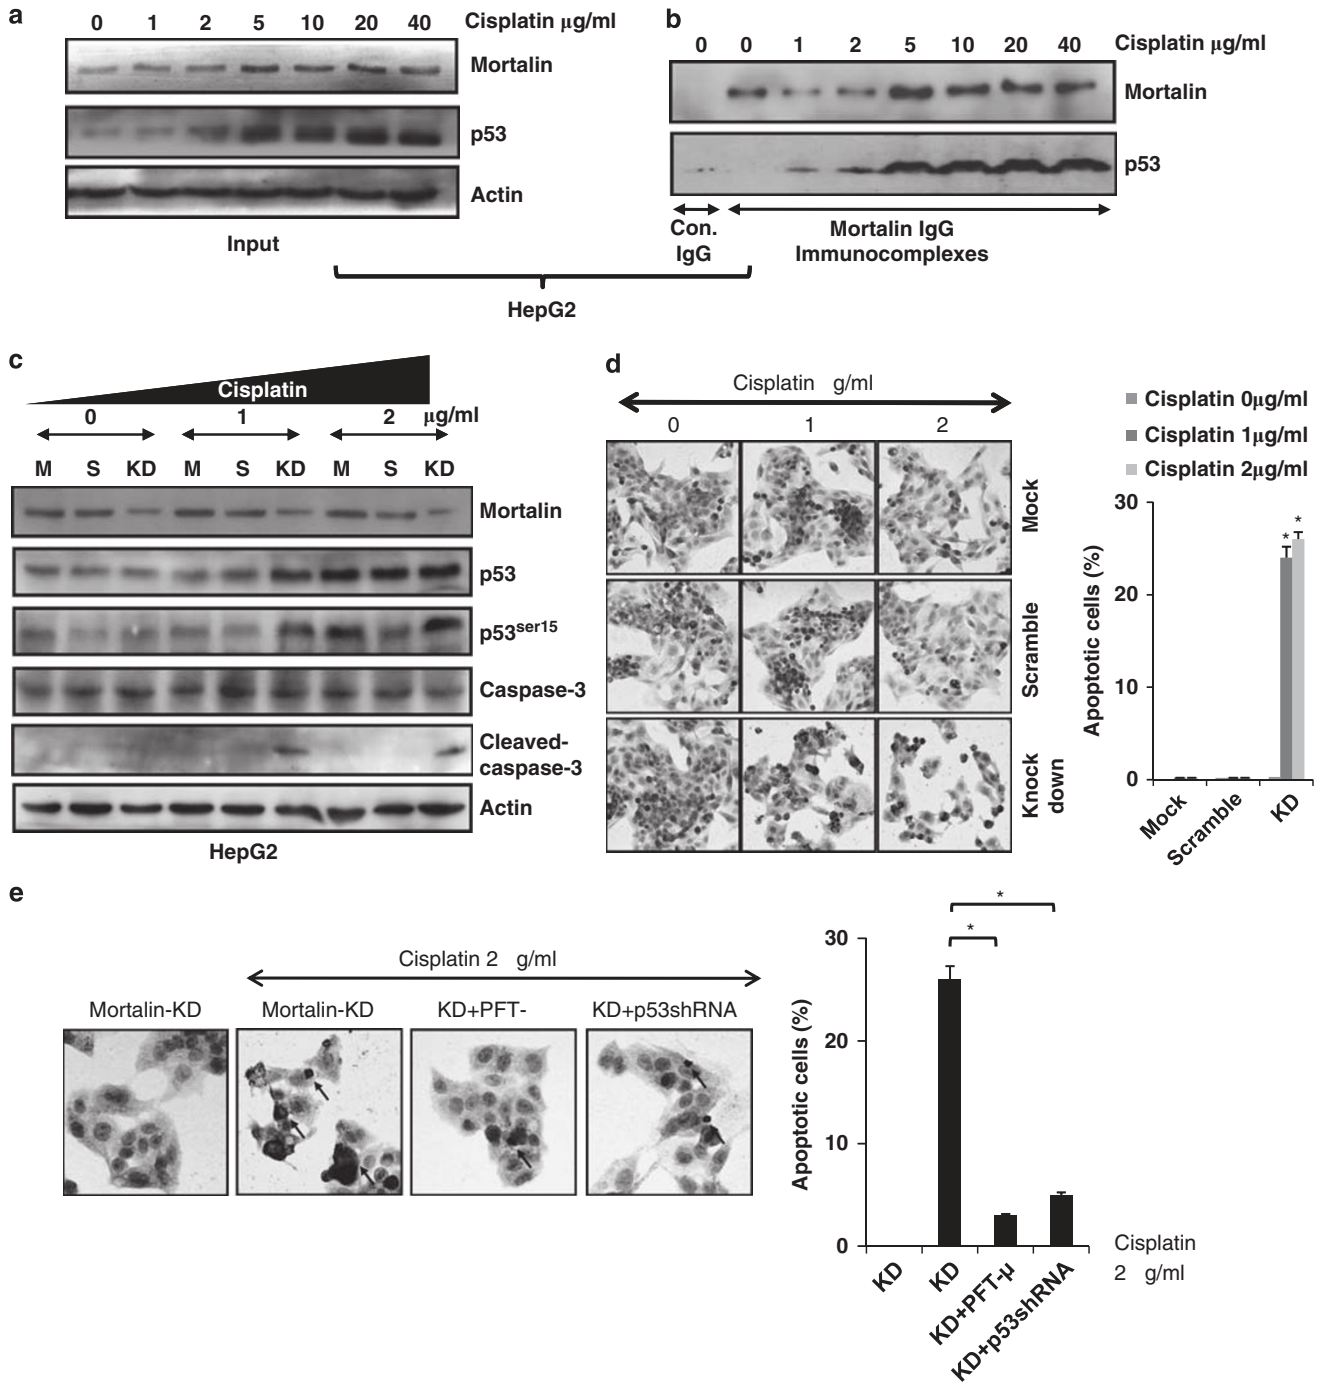 a
0 1 2 5 10 20 40 Cisplatin µg/ml
Mortalin
p53
Actin
Input
b
0 0 1 2 5 10 20 40 Cisplatin µg/ml
Mortalin
p53
Con.
IgG
Mortalin IgG
Immunocomplexes
HepG2
c
Cisplatin
0 1 2 µg/ml
M S KD M S KD M S KD
Mortalin
p53
p53ser15
Caspase-3
Cleaved-
caspase-3
Actin
HepG2
d
Cisplatin g/ml
0 1 2
Mock
Scramble
Knock
down
Cisplatin 0µg/ml
Cisplatin 1µg/ml
Cisplatin 2µg/ml
Apoptotic cells (%)
30
20
10
0
* *
Mock
Scramble
KD
e
Cisplatin 2 g/ml
Mortalin-KD Mortalin-KD KD+PFT- KD+p53shRNA
Apoptotic cells (%)
30
20
10
0
*
*
KD
KD
KD+PFT-µ
KD+p53shRNA
Cisplatin
2 g/ml